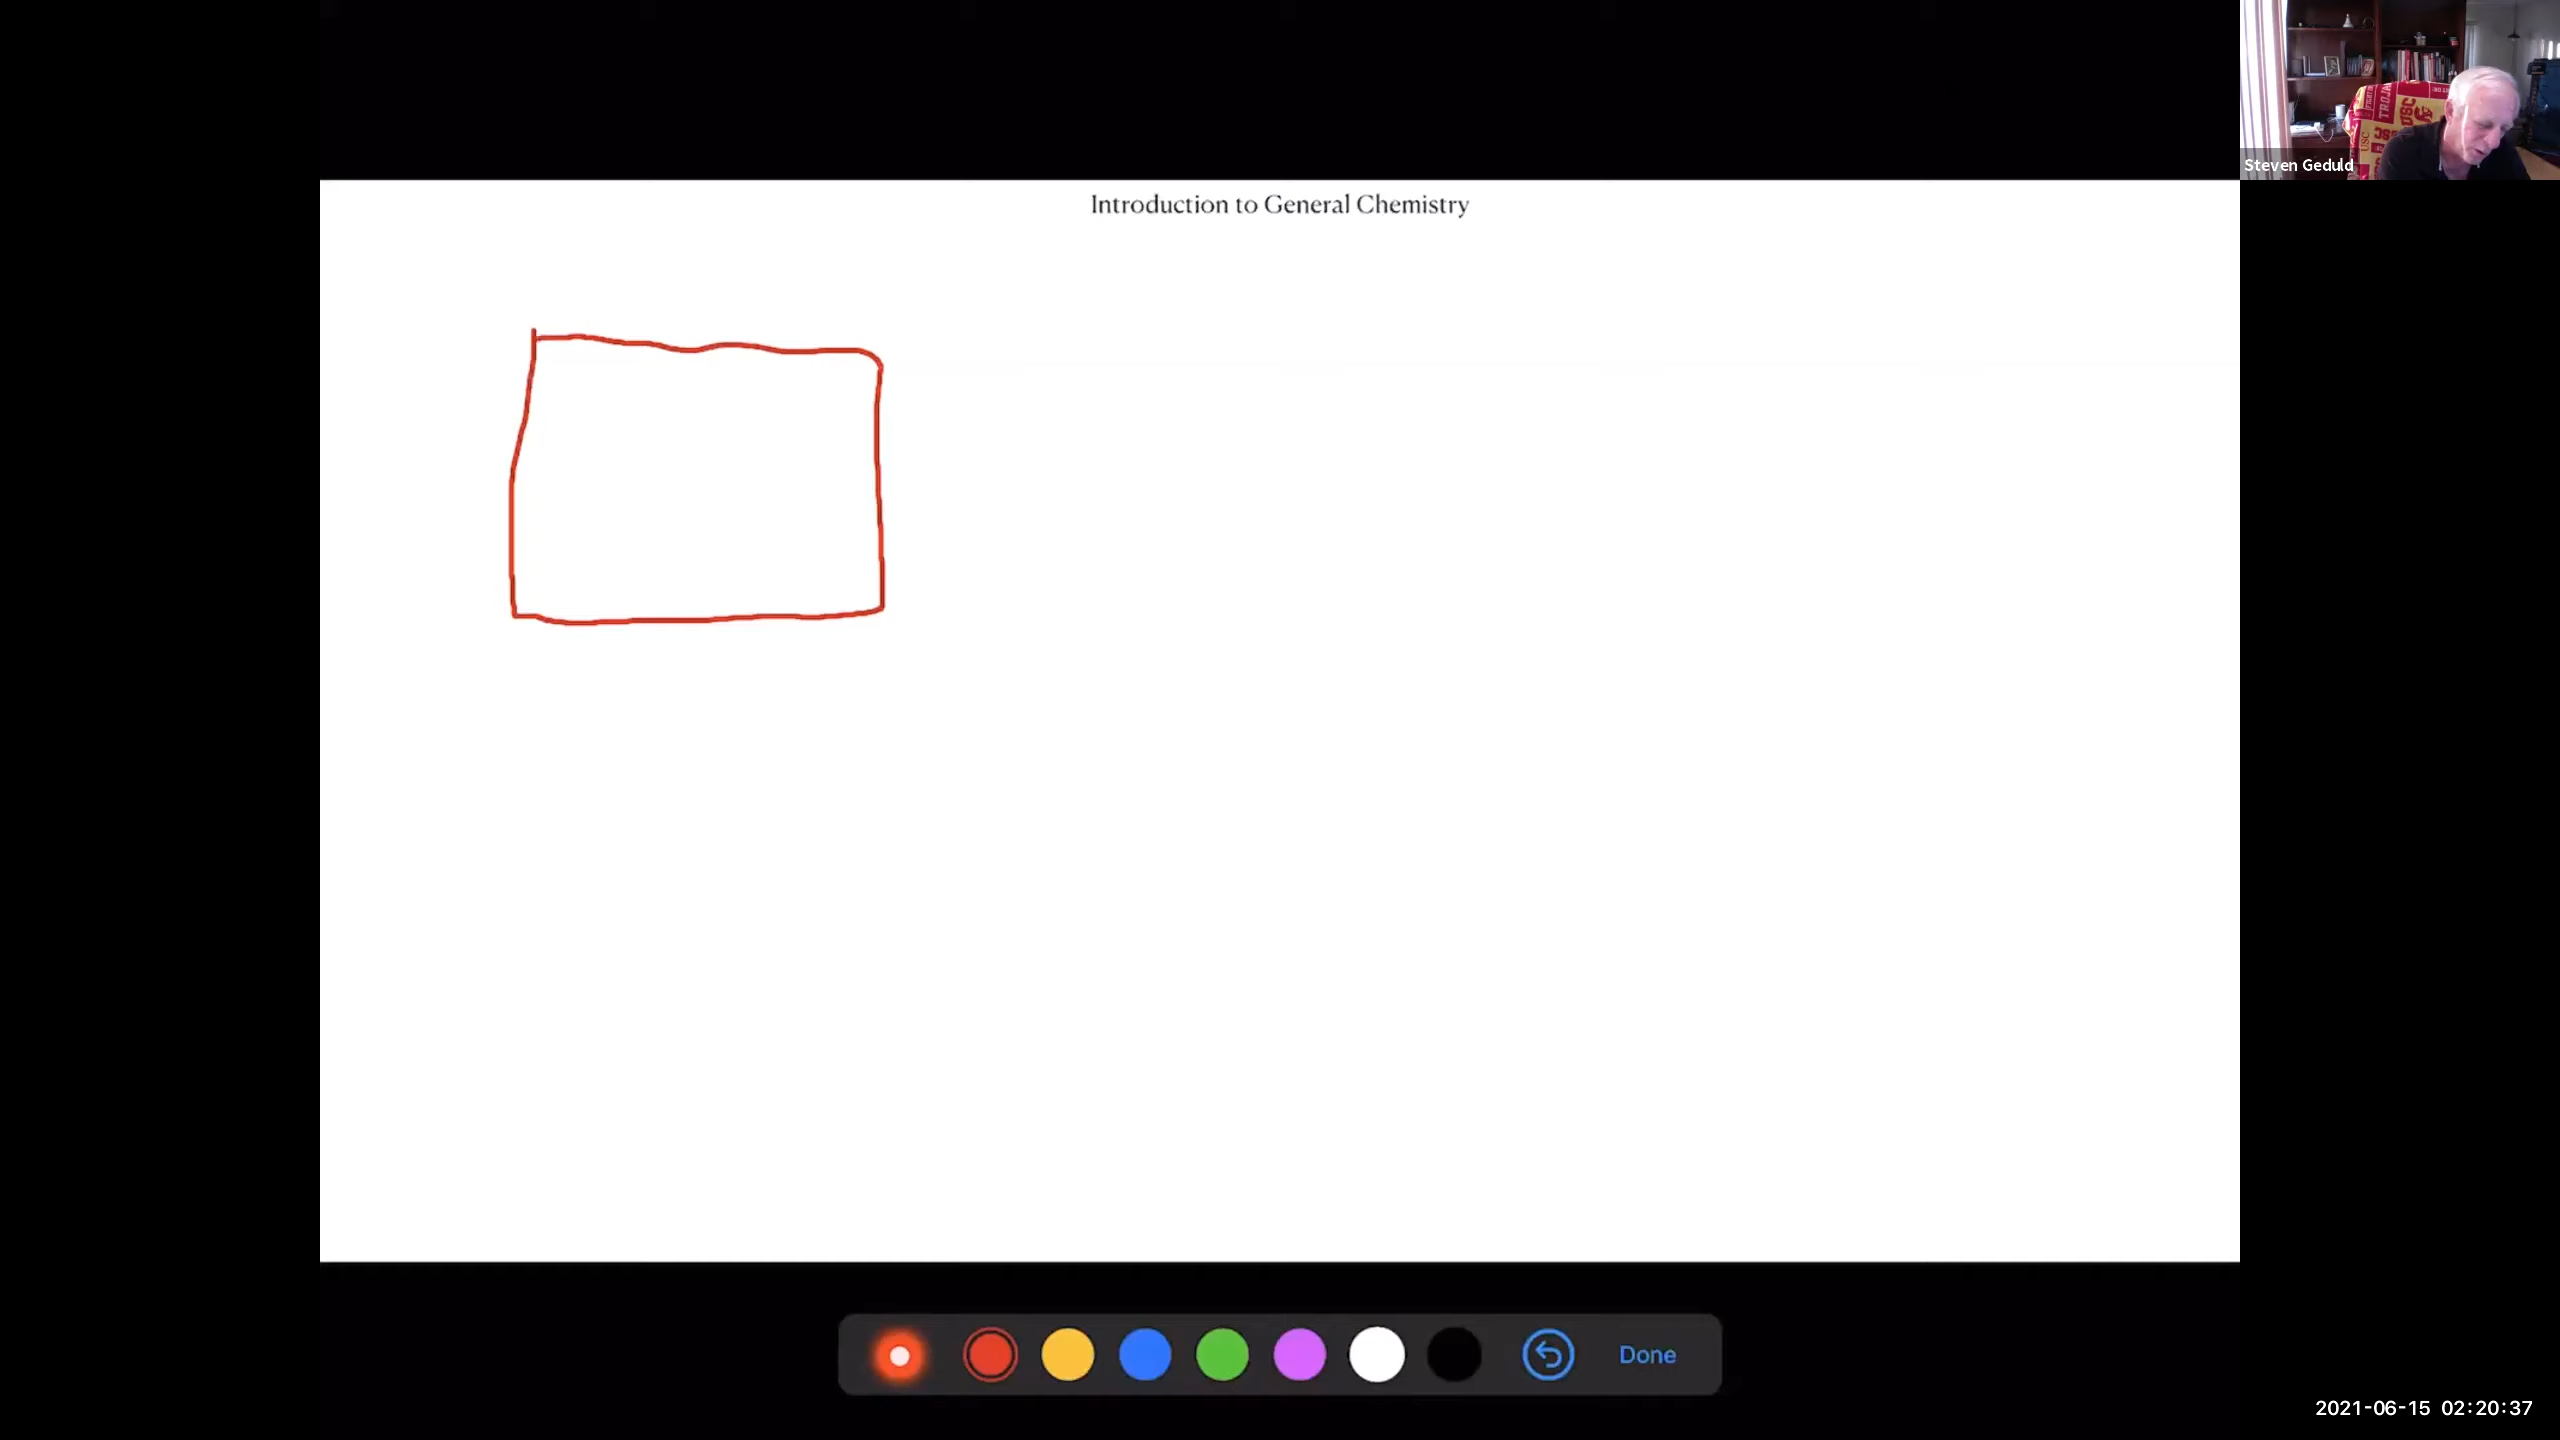 Steven Geduld
Introduction to General Chemistry
Done
2021-06-15 02:20:37